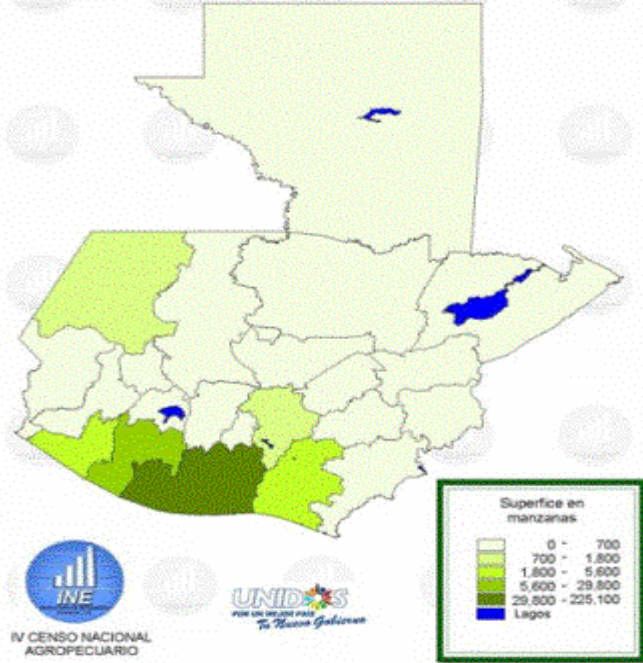 Superfice en
manzanas
0 - 700
700 - 1,800
1,800 - 5,600
5,600 - 29,800
29,800 - 225,100
Lagos
INE
IV CENSO NACIONAL
AGROPECUARIO
UNIDOS
POR UN MEJOR PAIS
Tu Nuevo Gobierno